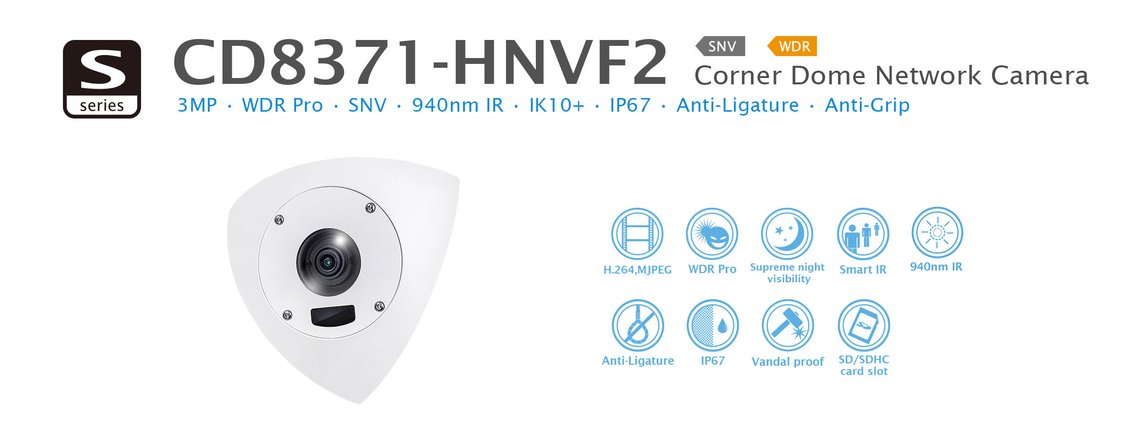 S
series
CD8371-HNVF2
SNV
WDR
Corner Dome Network Camera
3MP · WDR Pro · SNV · 940nm IR · IK10+ · IP67 · Anti-Ligature · Anti-Grip
H.264,MJPEG
WDR Pro
Supreme night
visibility
Smart IR
940nm IR
Anti-Ligature
IP67
Vandal proof
SD/SDHC
card slot